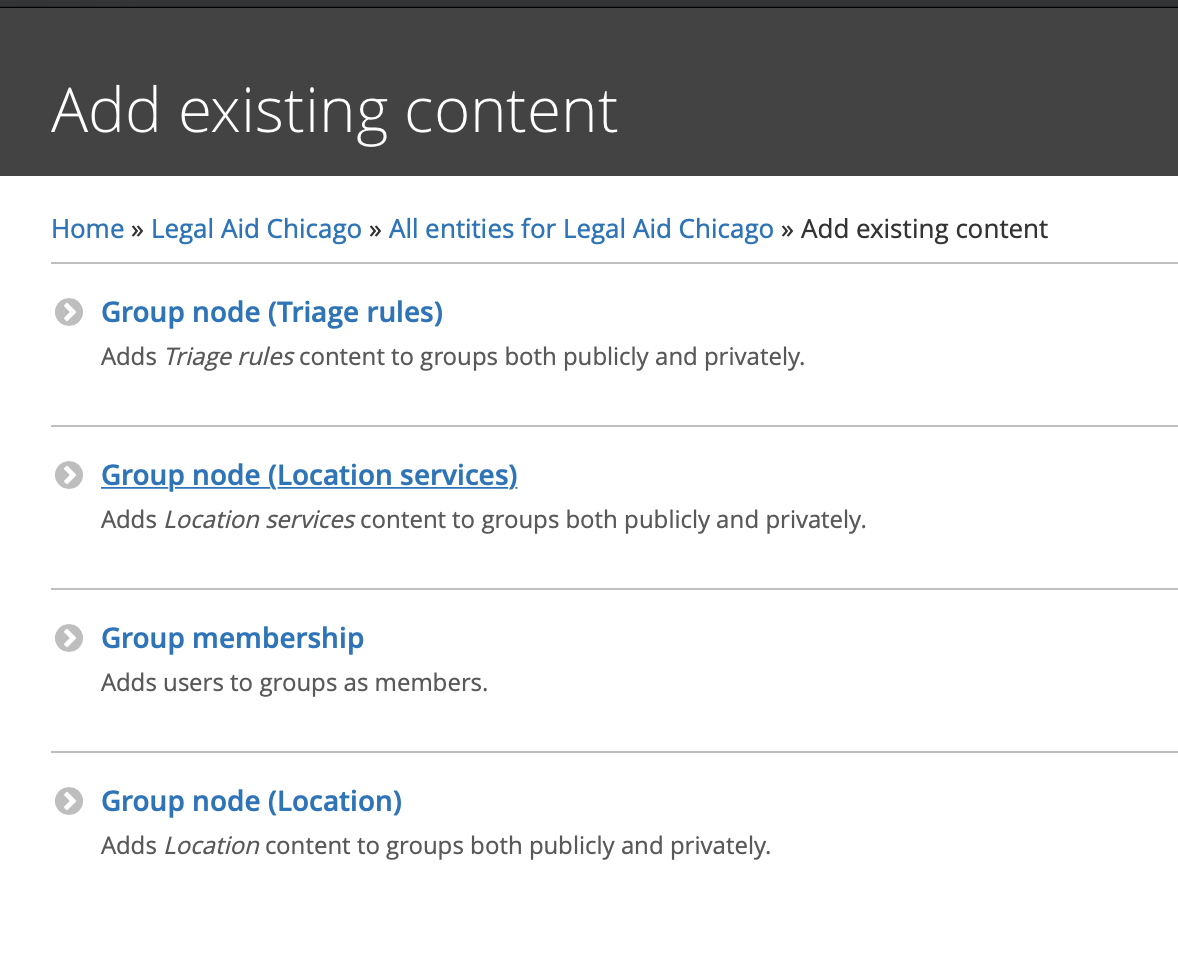 Add existing content
Home » Legal Aid Chicago » All entities for Legal Aid Chicago » Add existing content
Group node (Triage rules)
Adds Triage rules content to groups both publicly and privately.
Group node (Location services)
Adds Location services content to groups both publicly and privately.
Group membership
Adds users to groups as members.
Group node (Location)
Adds Location content to groups both publicly and privately.